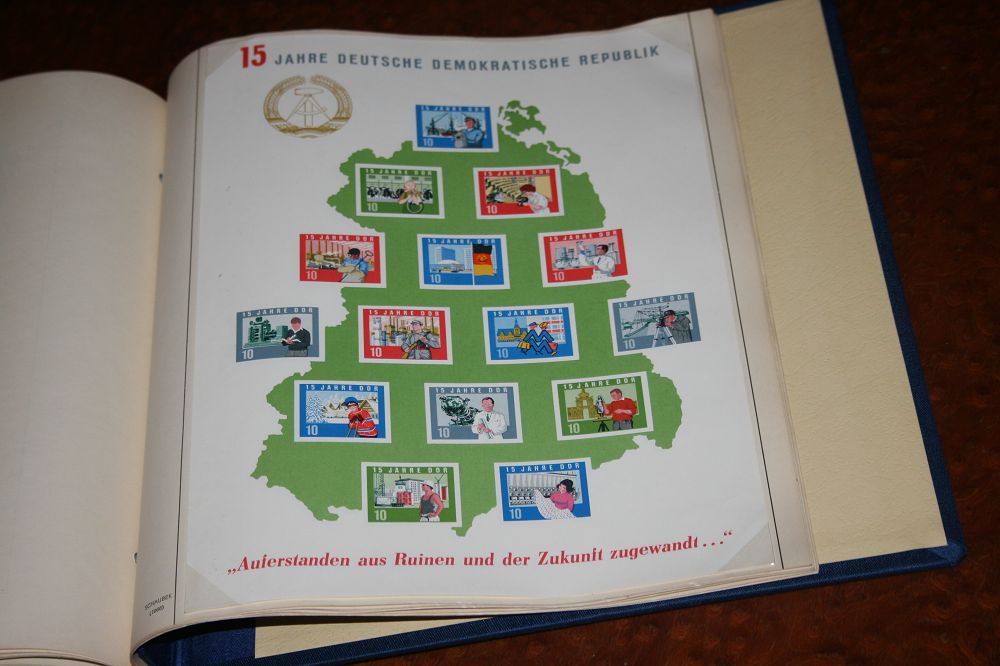 15 JAHRE DEUTSCHE DEMOKRATISCHE REPUBLIK
15 JAHRE DDR
10
15 JAHRE DDR
10
15 JAHRE DDR
10
15 JAHRE DDR
10
15 JAHRE DDR
10
15 JAHRE DDR
10
15 JAHRE DDR
10
15 JAHRE DDR
10
15 JAHRE DDR
10
15 JAHRE DDR
10
15 JAHRE DDR
10
15 JAHRE DDR
10
15 JAHRE DDR
10
15 JAHRE DDR
10
15 JAHRE DDR
10
„Auferstanden aus Ruinen und der Zukunft zugewandt..."
SCHAUBEK